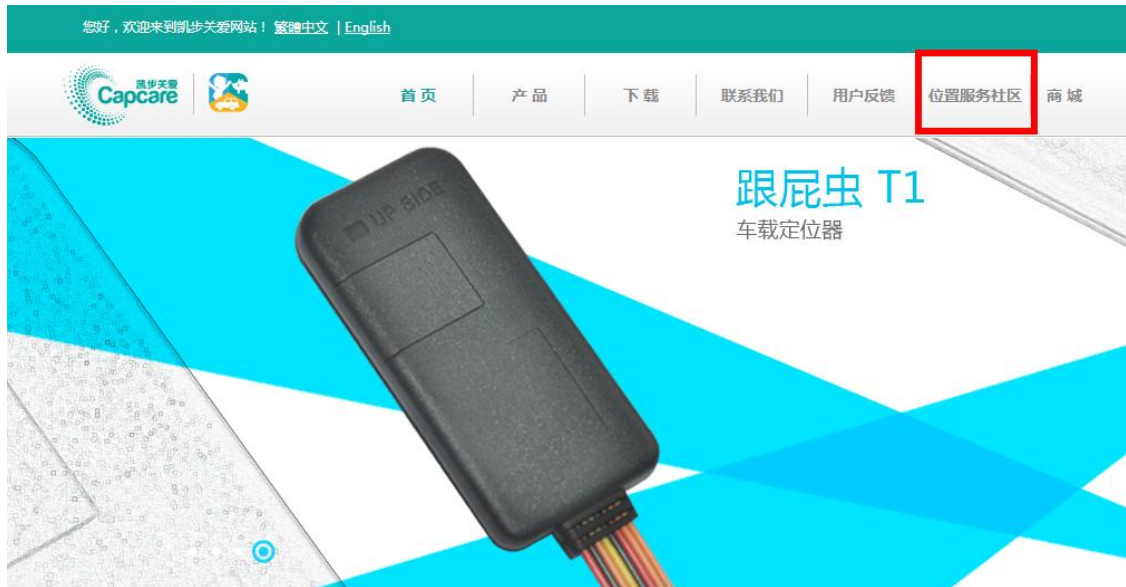 您好，欢迎来到凯步关爱网站！ 繁體中文 | English
凯步关爱
Capcare
首 页 产 品 下 载 联系我们 用户反馈 位置服务社区 商 城
跟屁虫 T1
车载定位器
UP SIDE